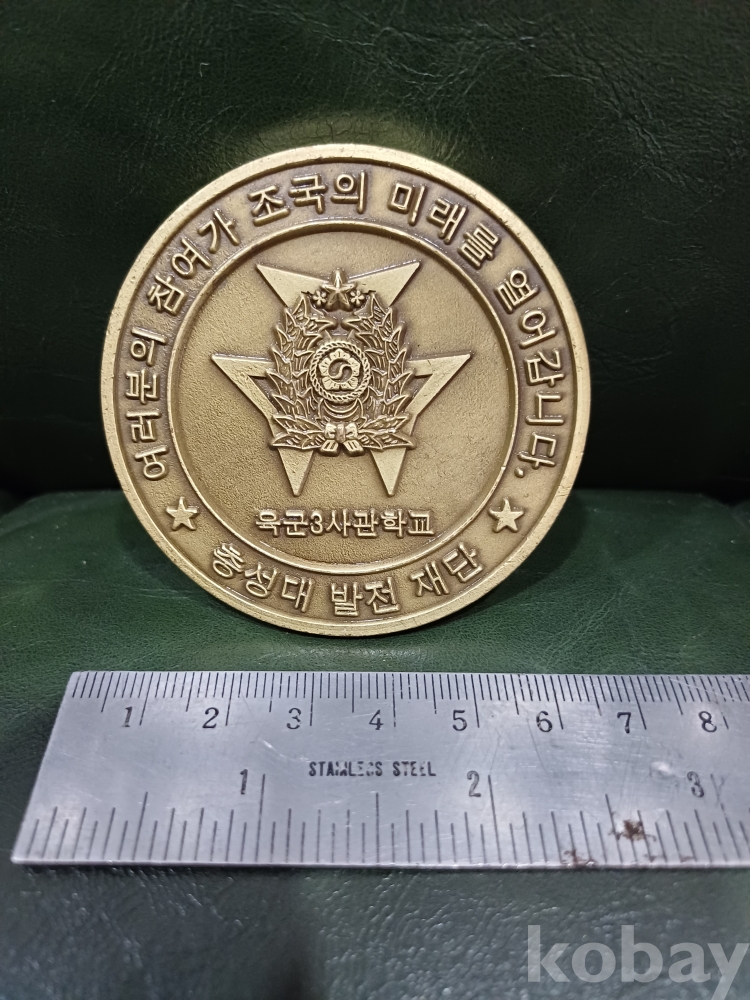 여러분의 참여가 조국의 미래를 열어갑니다.
육군3사관학교
충성대 발전 재단
1 2 3 4 5 6 7 8
STAINLESS STEEL
1 2 3
kobay